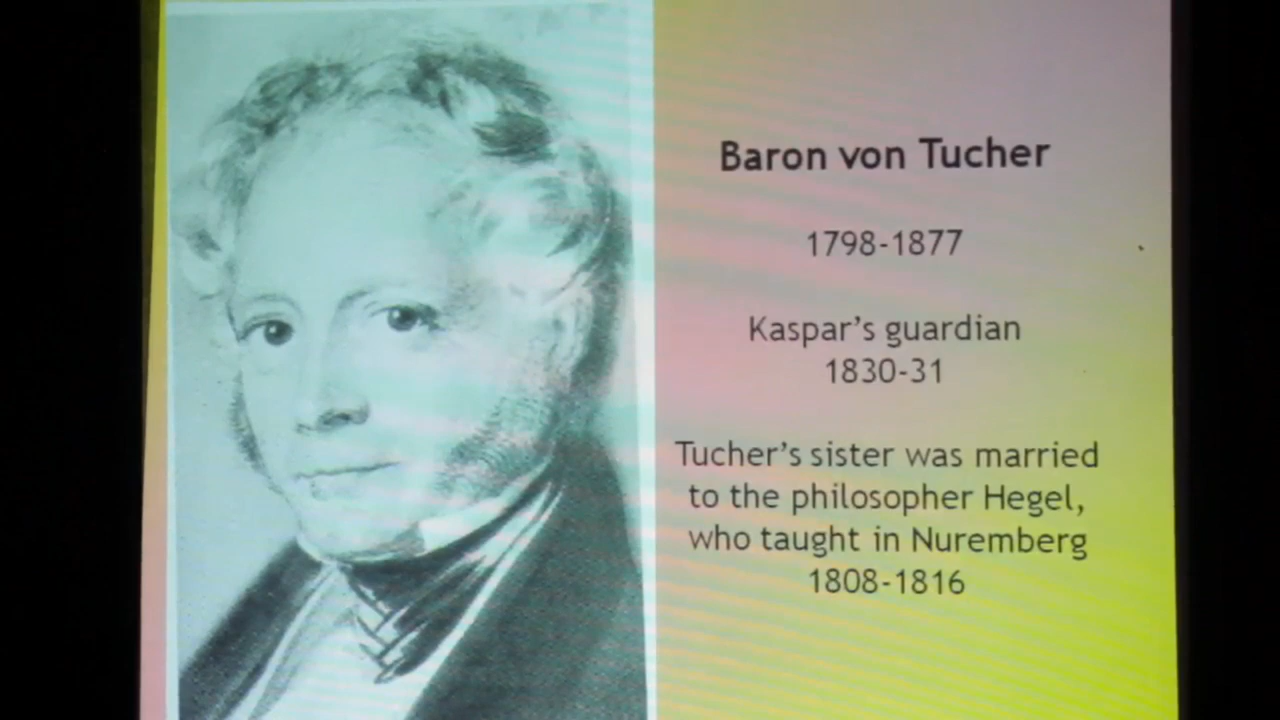 Baron von Tucher
1798-1877
Kaspar's guardian
1830-31
Tucher's sister was married
to the philosopher Hegel,
who taught in Nuremberg
1808-1816